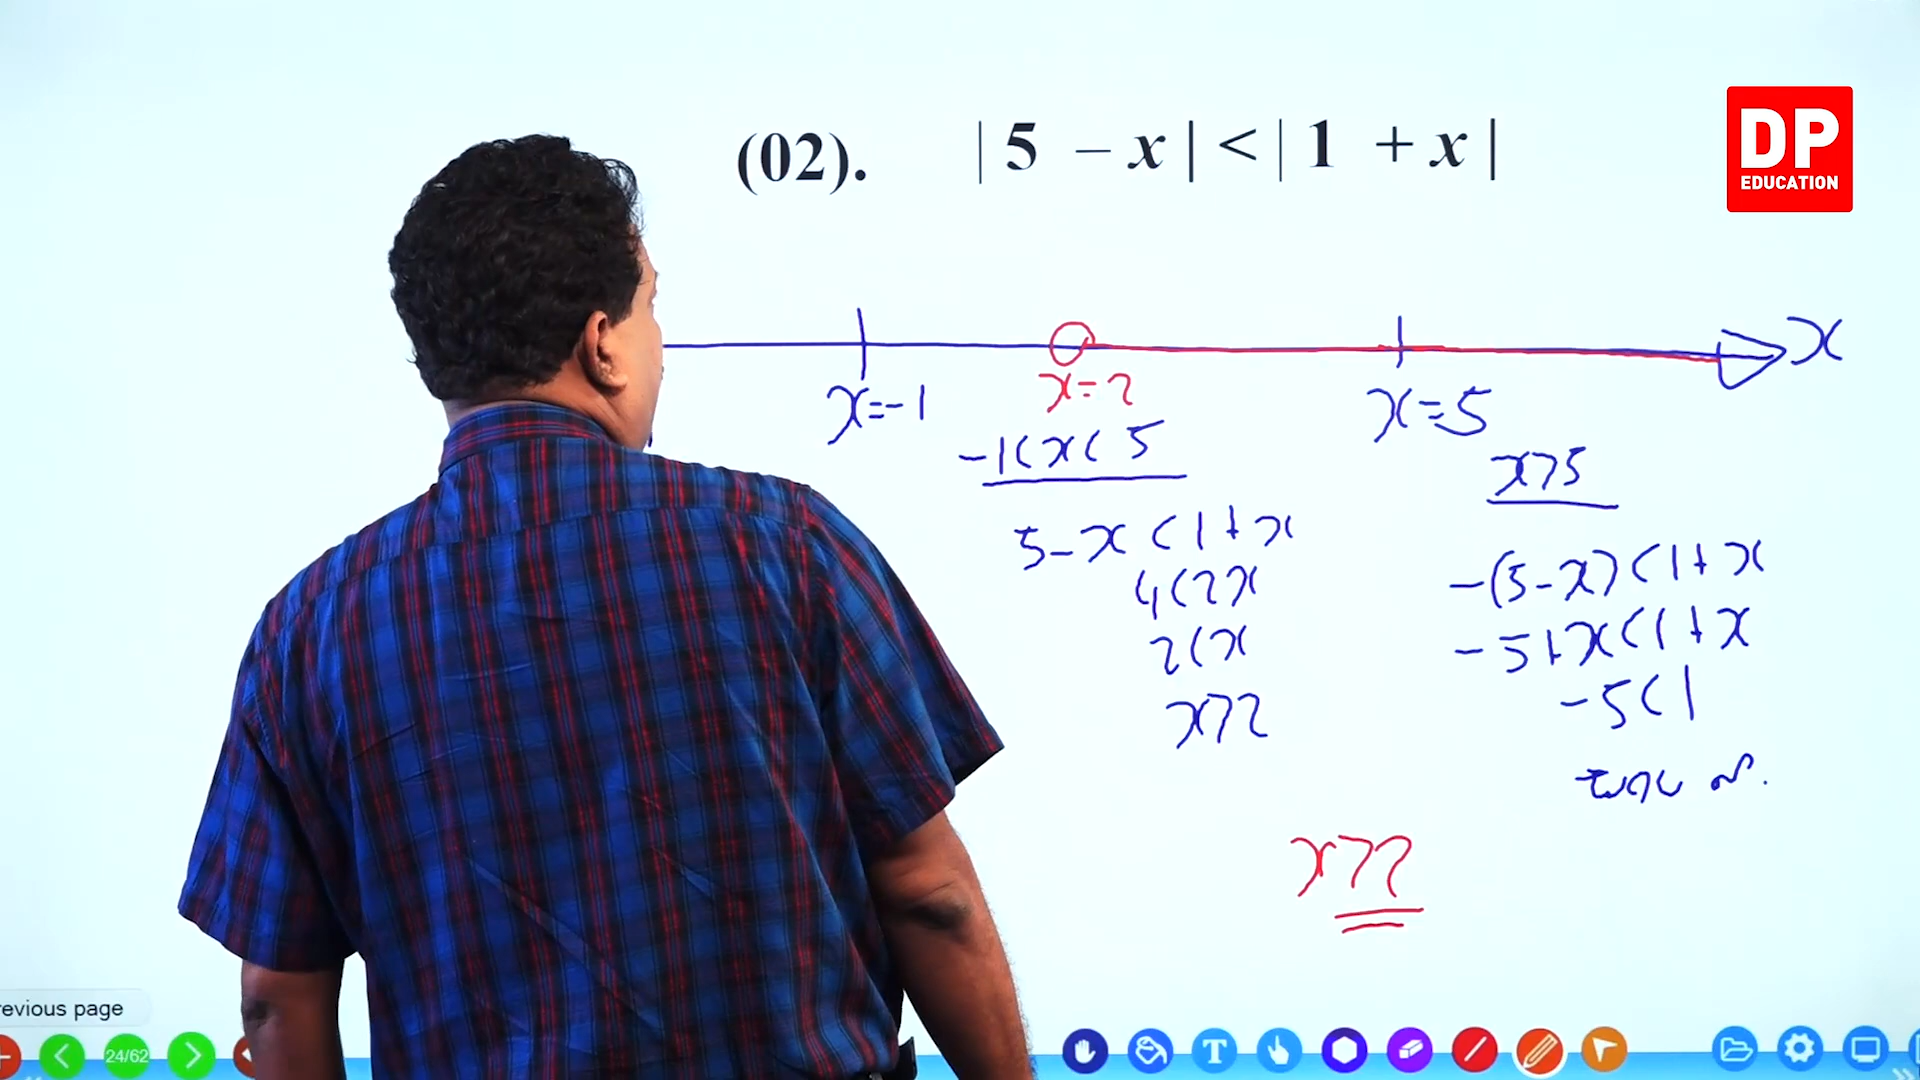 (02). | 5 – x | < | 1 + x |
DP
EDUCATION
x
x=-1
x=2
x=5
-1<x<5
x>5
5-x<1+x
4<2x
2<x
x>2
-(5-x)<1+x
-5+x<1+x
-5<1
x>2
revious page
24/62
T